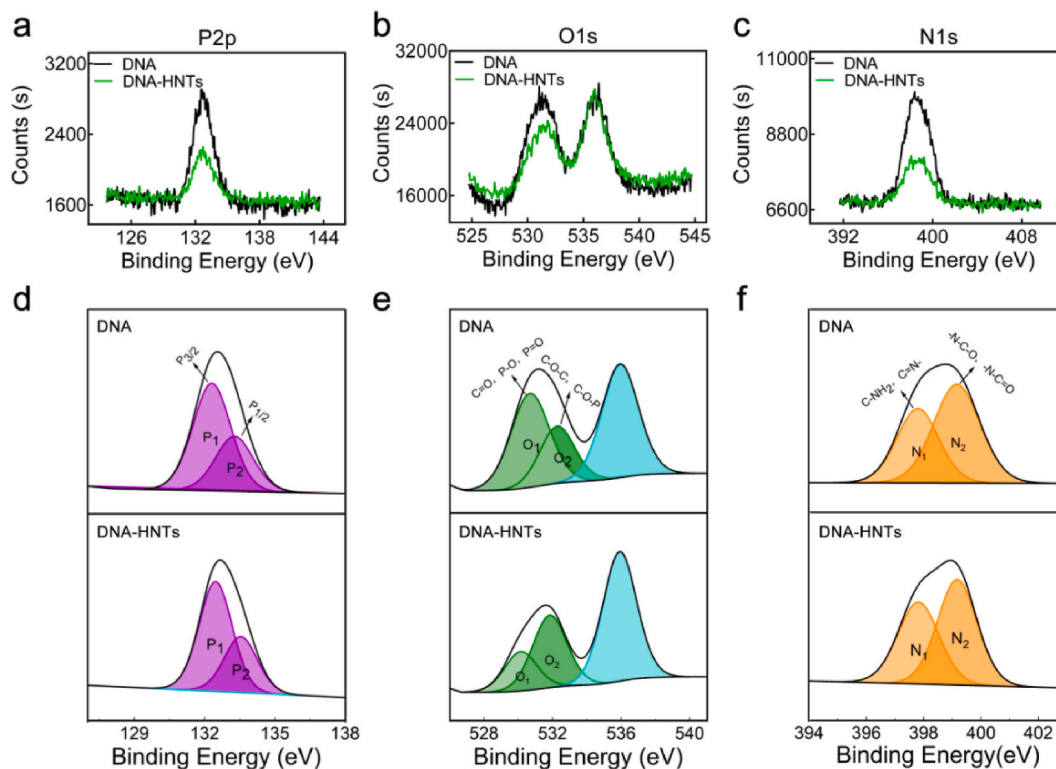 a
P2p
DNA
DNA-HNTs
3200
2400
1600
Counts (s)
126
132
138
144
Binding Energy (eV)
b
O1s
DNA
DNA-HNTs
32000
24000
16000
Counts (s)
525
530
535
540
545
Binding Energy (eV)
c
N1s
DNA
DNA-HNTs
11000
8800
6600
Counts (s)
392
400
408
Binding Energy (eV)
d
DNA
P3/2
P1/2
P1
P2
DNA-HNTs
P1
P2
129
132
135
138
Binding Energy (eV)
e
DNA
C=O, P-O, P=O
C-O-C, C-O-P
O1
O2
DNA-HNTs
O1
O2
528
532
536
540
Binding Energy (eV)
f
DNA
C-NH2, C=N-
-N-C-O, -N-C=O
N1
N2
DNA-HNTs
N1
N2
394
396
398
400
402
Binding Energy(eV)